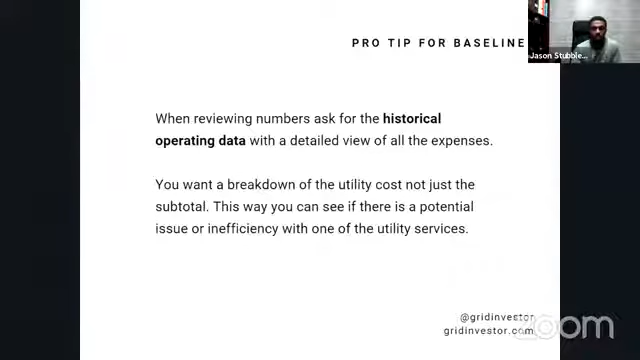 PRO TIP FOR BASELINE
Jason Stubble...
When reviewing numbers ask for the historical
operating data with a detailed view of all the expenses.
You want a breakdown of the utility cost not just the
subtotal. This way you can see if there is a potential
issue or inefficiency with one of the utility services.
@gridinvestor
gridinvestor.com
zoom